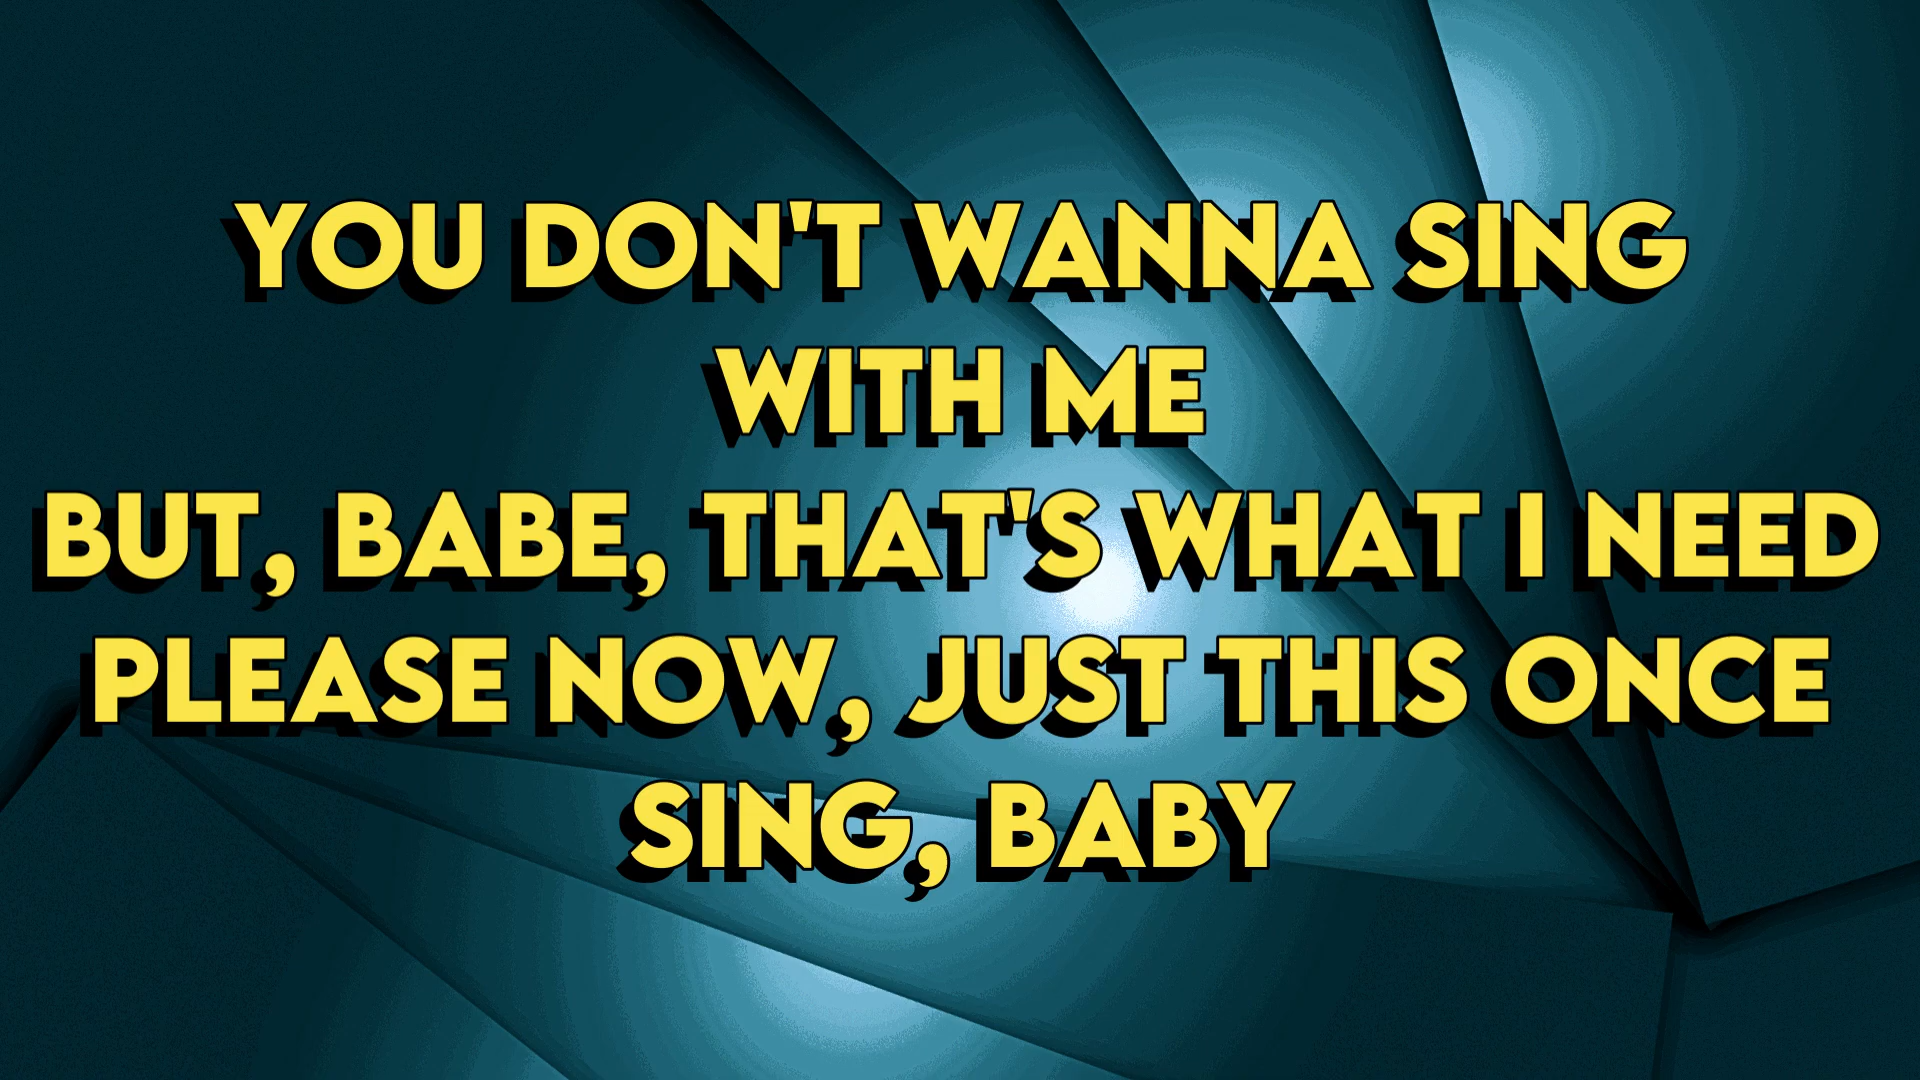 YOU DON'T WANNA SING
WITH ME
BUT, BABE, THAT'S WHAT I NEED
PLEASE NOW, JUST THIS ONCE
SING, BABY